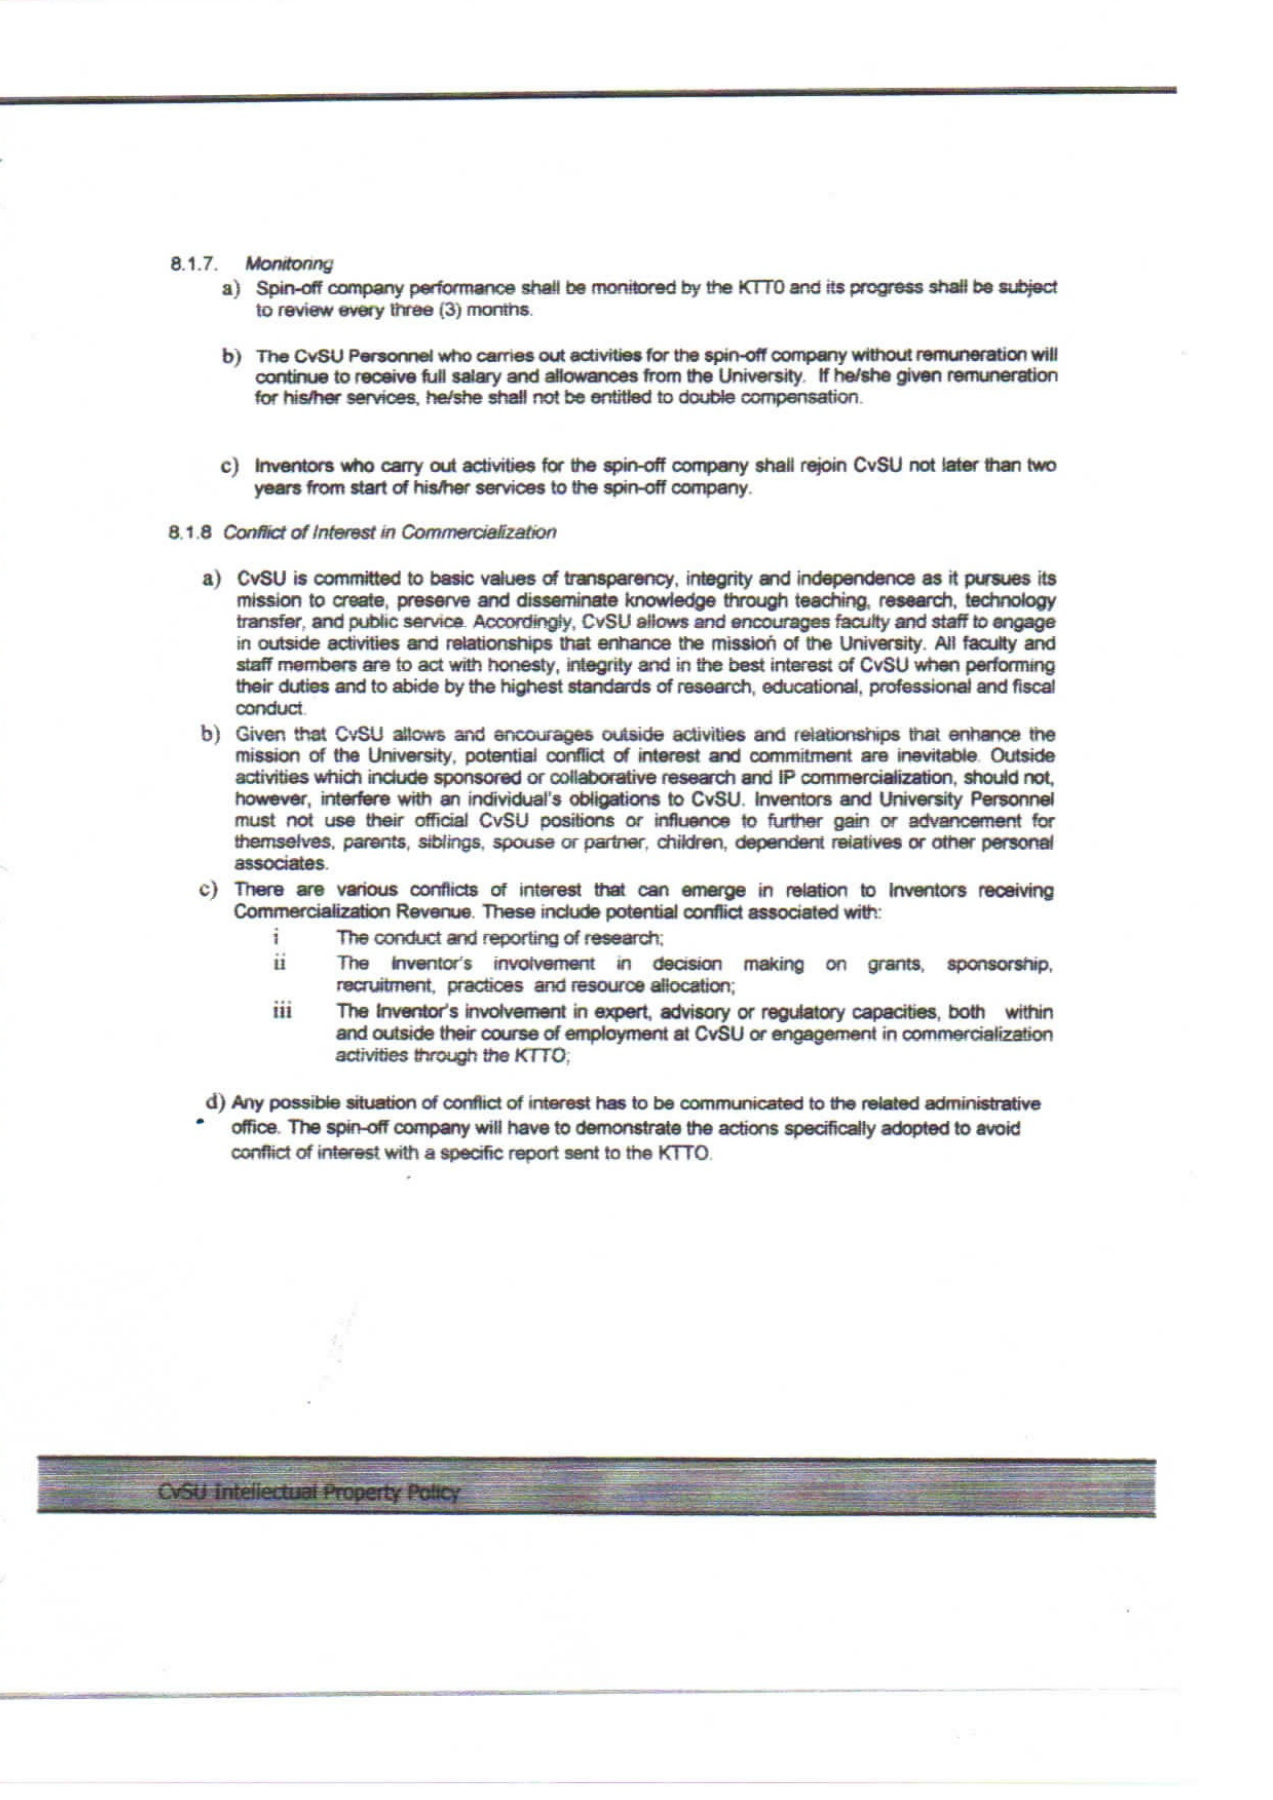 8.1.7. Monitoring
a) Spin-off company performance shall be monitored by the KTTO and its progress shall be subject
to review every three (3) months.
b) The CvSU Personnel who carries out activities for the spin-off company without remuneration will
continue to receive full salary and allowances from the University. If he/she given remuneration
for his/her services, he/she shall not be entitled to double compensation.
c) Inventors who carry out activities for the spin-off company shall rejoin CvSU not later than two
years from start of his/her services to the spin-off company.
8.1.8 Conflict of Interest in Commercialization
a) CvSU is committed to basic values of transparency, integrity and independence as it pursues its
mission to create, preserve and disseminate knowledge through teaching, research, technology
transfer, and public service. Accordingly, CvSU allows and encourages faculty and staff to engage
in outside activities and relationships that enhance the mission of the University. All faculty and
staff members are to act with honesty, integrity and in the best interest of CvSU when performing
their duties and to abide by the highest standards of research, educational, professional and fiscal
conduct.
b) Given that CvSU allows and encourages outside activities and relationships that enhance the
mission of the University, potential conflict of interest and commitment are inevitable. Outside
activities which include sponsored or collaborative research and IP commercialization, should not,
however, interfere with an individual's obligations to CvSU. Inventors and University Personnel
must not use their official CvSU positions or influence to further gain or advancement for
themselves, parents, siblings, spouse or partner, children, dependent relatives or other personal
associates.
c) There are various conflicts of interest that can emerge in relation to Inventors receiving
Commercialization Revenue. These include potential conflict associated with:
i The conduct and reporting of research;
ii The Inventor's involvement in decision making on grants, sponsorship,
recruitment, practices and resource allocation;
iii The Inventor's involvement in expert, advisory or regulatory capacities, both within
and outside their course of employment at CvSU or engagement in commercialization
activities through the KTTO;
d) Any possible situation of conflict of interest has to be communicated to the related administrative
office. The spin-off company will have to demonstrate the actions specifically adopted to avoid
conflict of interest with a specific report sent to the KTTO.
CvSU Intellectual Property Policy